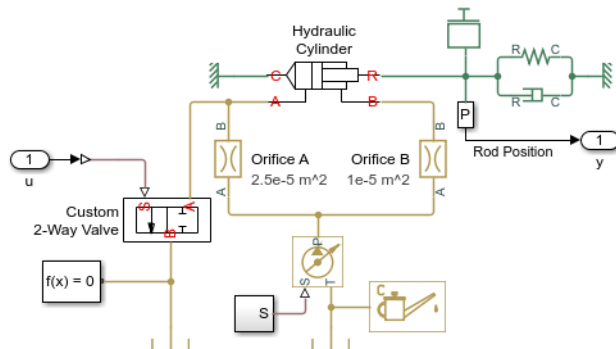 Hydraulic
Cylinder
C
R
A
B
R
C
R
C
P
Rod Position
1
y
B
Orifice A
2.5e-5 m^2
A
B
Orifice B
1e-5 m^2
A
1
u
S
A
B
Custom
2-Way Valve
f(x) = 0
P
S
T
S
C